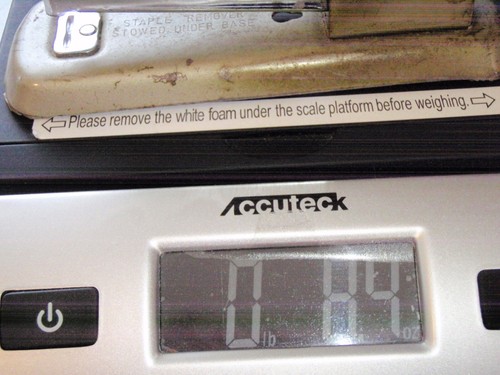 STAPLE REMOVER
STOWED UNDER BASE
Please remove the white foam under the scale platform before weighing.
Accuteck
0 lb 8.4 oz